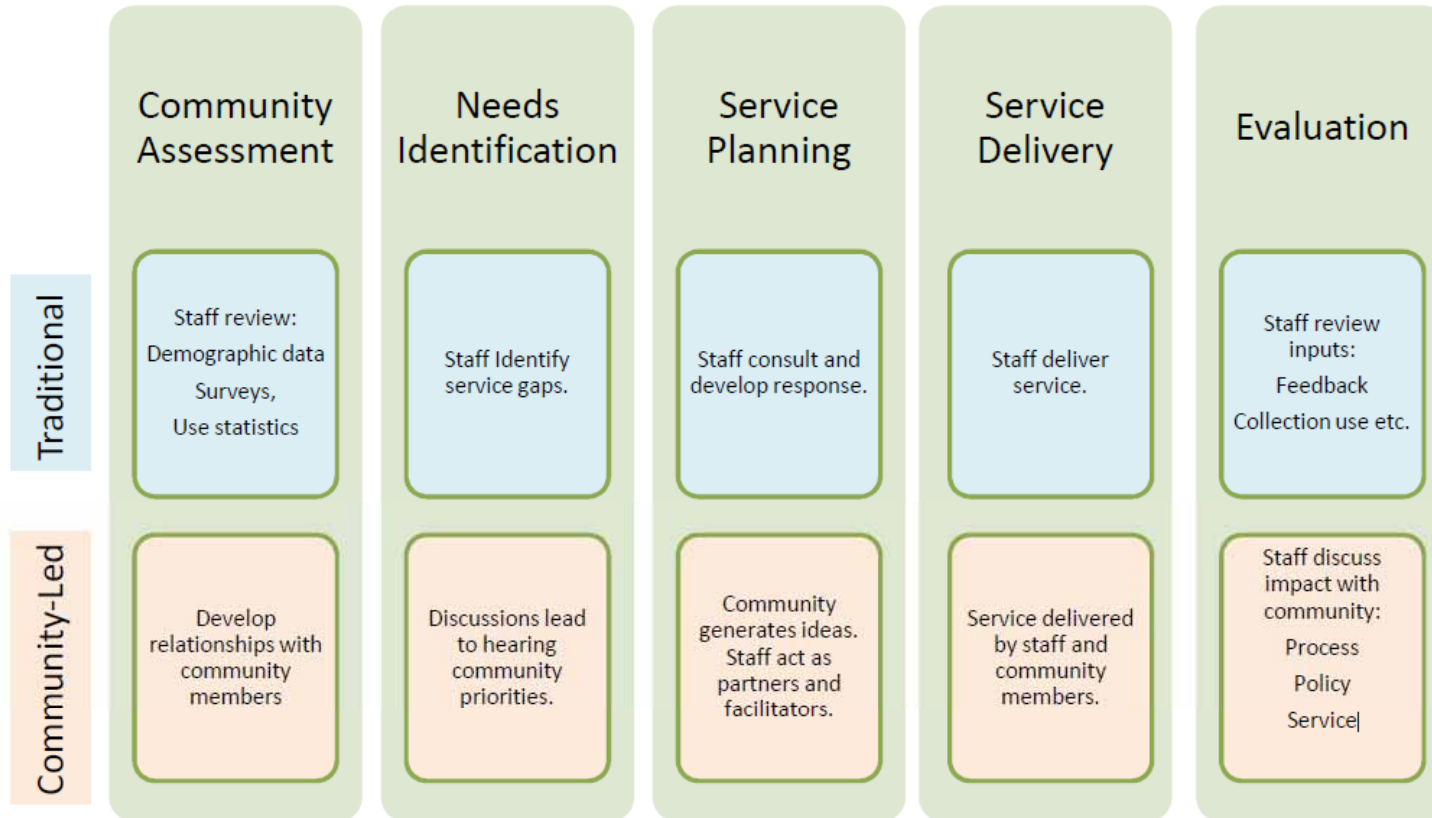 Community
Assessment
Needs
Identification
Service
Planning
Service
Delivery
Evaluation
Traditional
Staff review:
Demographic data
Surveys,
Use statistics
Staff Identify
service gaps.
Staff consult and
develop response.
Staff deliver
service.
Staff review
inputs:
Feedback
Collection use etc.
Community-Led
Develop
relationships with
community
members
Discussions lead
to hearing
community
priorities.
Community
generates ideas.
Staff act as
partners and
facilitators.
Service delivered
by staff and
community
members.
Staff discuss
impact with
community:
Process
Policy
Service